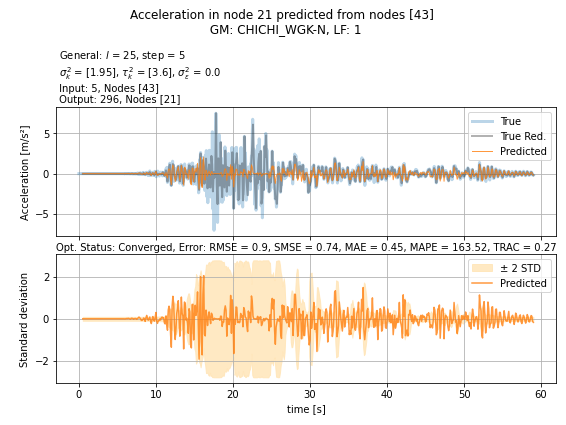 Acceleration in node 21 predicted from nodes [43]
GM: CHICHI_WGK-N, LF: 1
General: l = 25, step = 5
σ²ₖ = [1.95], τ²ₖ = [3.6], σ²ε = 0.0
Input: 5, Nodes [43]
Output: 296, Nodes [21]
Acceleration [m/s²]
5
0
−5
True
True Red.
Predicted
Opt. Status: Converged, Error: RMSE = 0.9, SMSE = 0.74, MAE = 0.45, MAPE = 163.52, TRAC = 0.27
Standard deviation
2
0
−2
± 2 STD
Predicted
0 10 20 30 40 50 60
time [s]